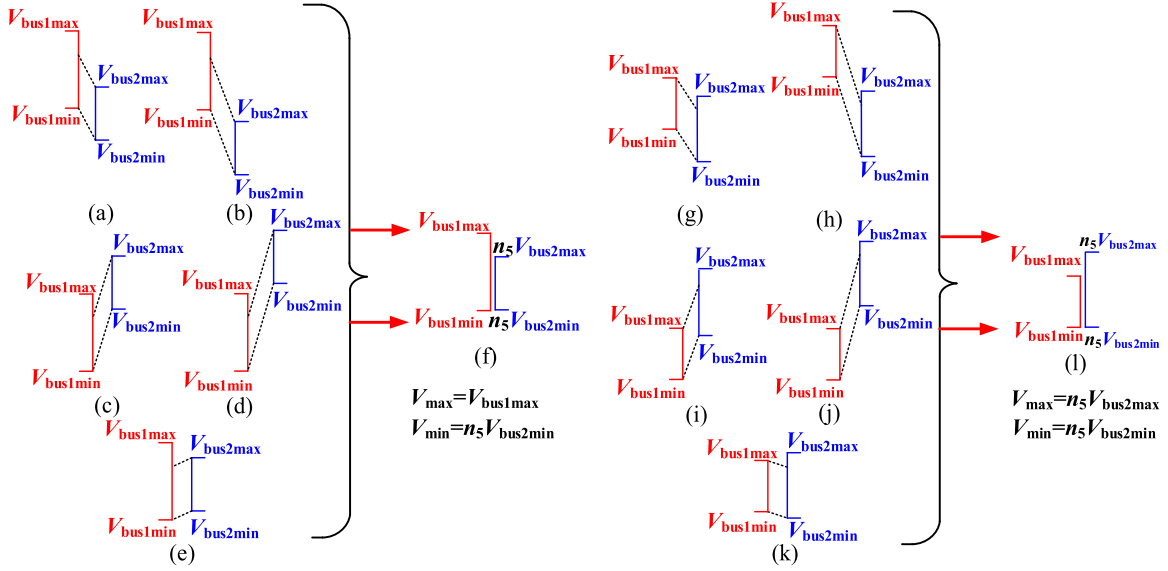 Vbus1max
Vbus1min
Vbus2max
Vbus2min
(a)
Vbus1max
Vbus1min
Vbus2max
Vbus2min
(b)
Vbus1max
Vbus1min
Vbus2max
Vbus2min
(c)
Vbus1max
Vbus1min
Vbus2max
Vbus2min
(d)
Vbus1max
Vbus1min
Vbus2max
Vbus2min
(e)
Vbus1max
n5Vbus2max
Vbus1min
n5Vbus2min
(f)
Vmax=Vbus1max
Vmin=n5Vbus2min
Vbus1max
Vbus1min
Vbus2max
Vbus2min
(g)
Vbus1max
Vbus1min
Vbus2max
Vbus2min
(h)
Vbus1max
Vbus1min
Vbus2max
Vbus2min
(i)
Vbus1max
Vbus1min
Vbus2max
Vbus2min
(j)
Vbus1max
Vbus1min
Vbus2max
Vbus2min
(k)
n5Vbus2max
Vbus1max
Vbus1min
n5Vbus2min
(l)
Vmax=n5Vbus2max
Vmin=n5Vbus2min